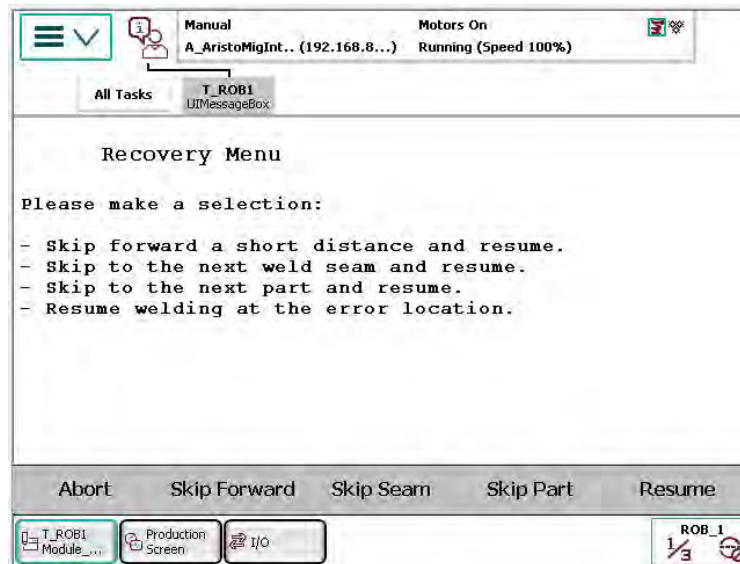 Manual
Motors On
A_AristoMigInt.. (192.168.8...)
Running (Speed 100%)
All Tasks
T_ROB1
UIMessageBox
Recovery Menu
Please make a selection:
- Skip forward a short distance and resume.
- Skip to the next weld seam and resume.
- Skip to the next part and resume.
- Resume welding at the error location.
Abort Skip Forward Skip Seam Skip Part Resume
T_ROB1
Module_...
Production
Screen
I/O
ROB_1
1/3